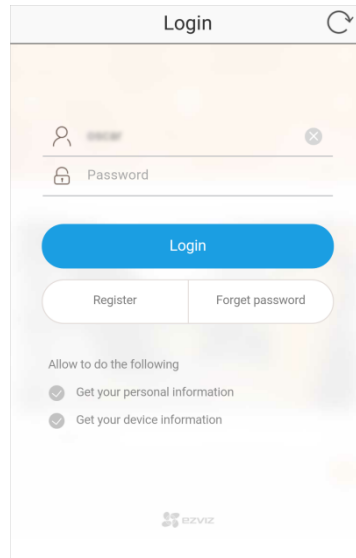 Login
Password
Login
Register Forget password
Allow to do the following
Get your personal information
Get your device information
ezviz